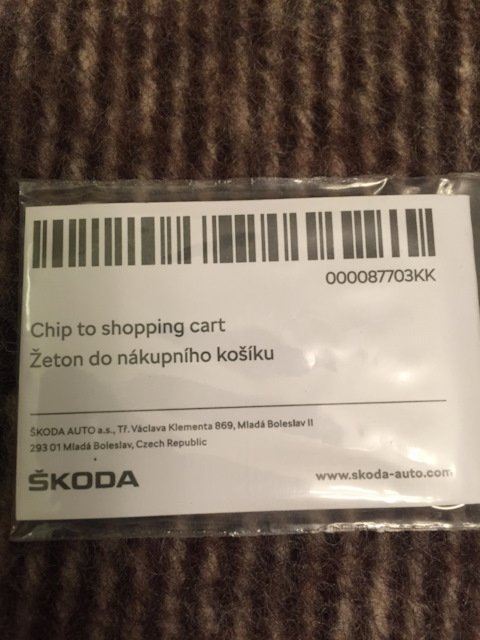 000087703KK
Chip to shopping cart
Žeton do nákupního košíku
ŠKODA AUTO a.s., Tř. Václava Klementa 869, Mladá Boleslav II
293 01 Mladá Boleslav, Czech Republic
ŠKODA
www.skoda-auto.com